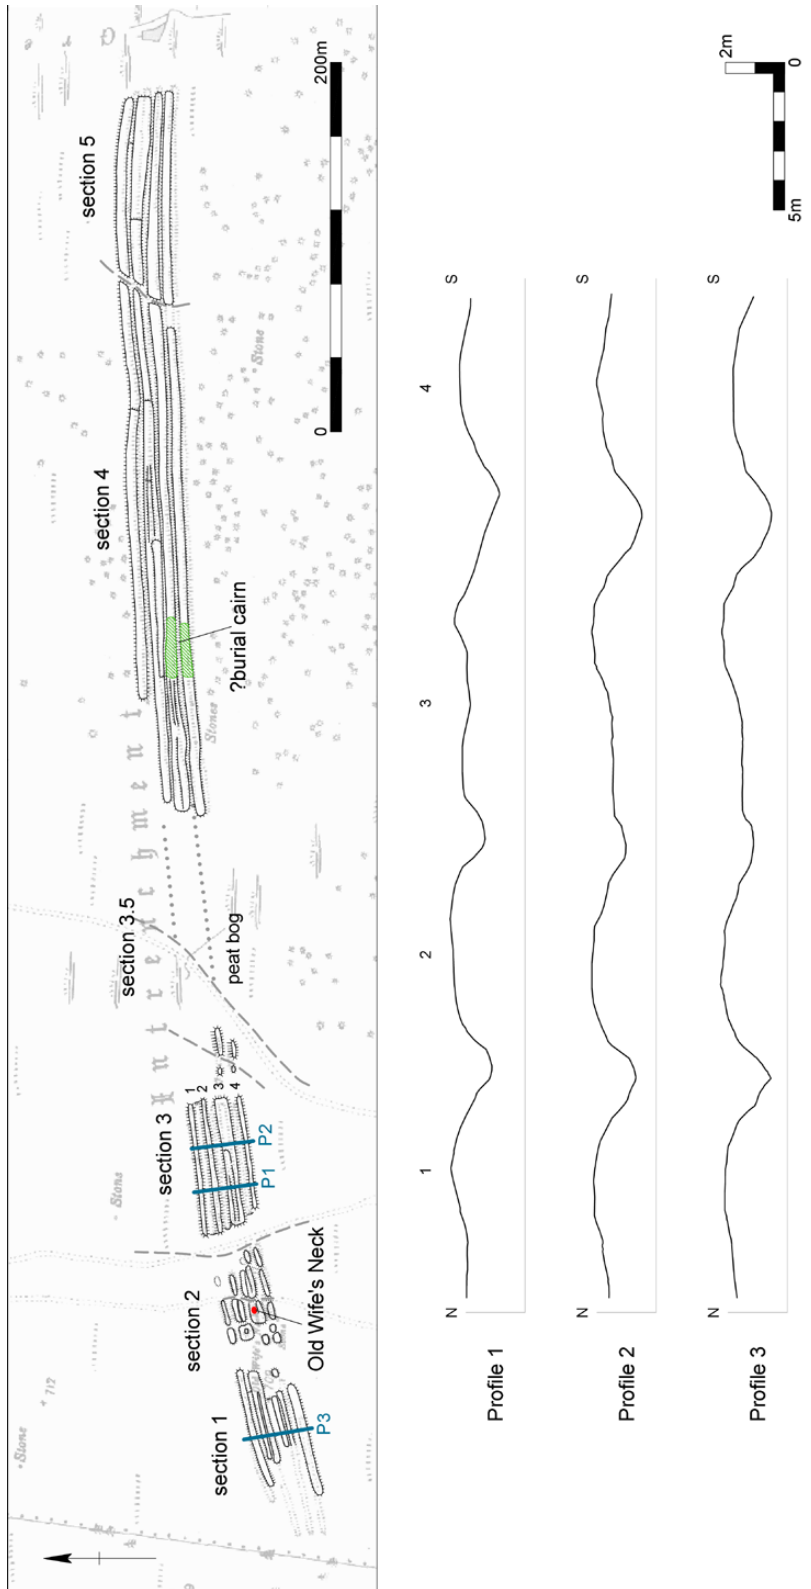 section 1
section 2
section 3
section 3.5
section 4
section 5
Stone
712
Stone
Entrenchment
Stones
Stone
P3
Old Wife's Neck
P1
P2
1
2
3
4
peat bog
?burial cairn
0
200m
N
1
2
3
4
S
Profile 1
N
S
Profile 2
N
S
Profile 3
5m
0
2m